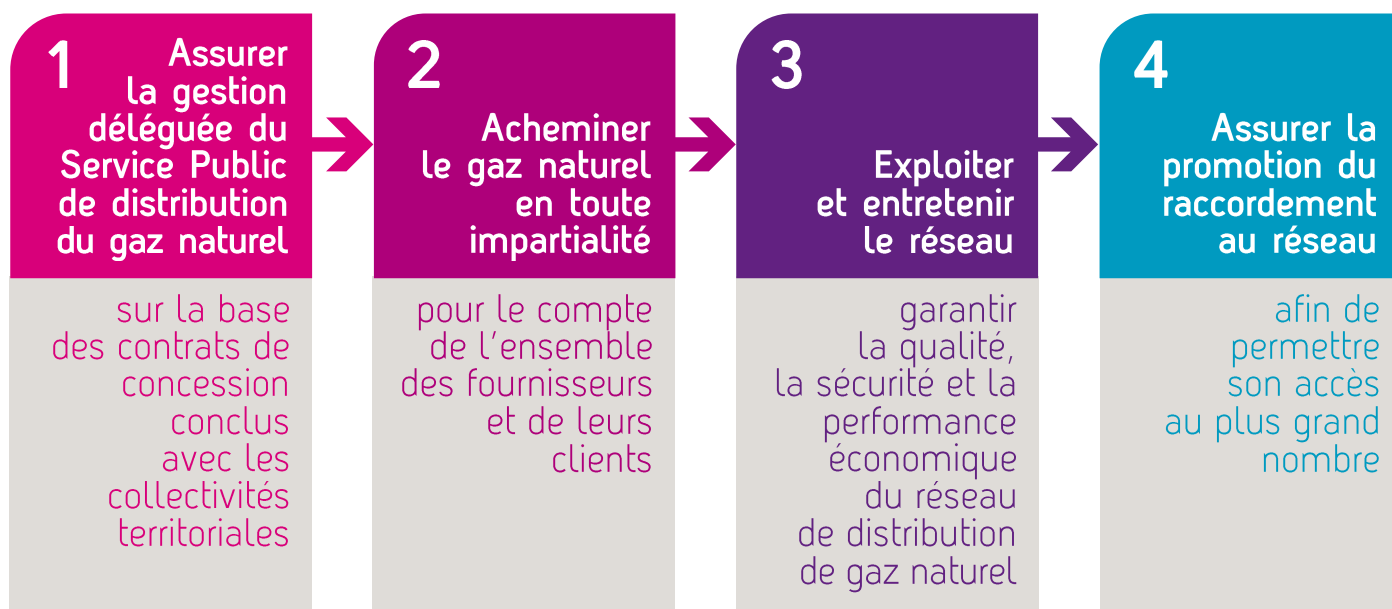 1
Assurer
la gestion
déléguée du
Service Public
de distribution
du gaz naturel
sur la base
des contrats de
concession
conclus
avec les
collectivités
territoriales
2
Acheminer
le gaz naturel
en toute
impartialité
pour le compte
de l'ensemble
des fournisseurs
et de leurs
clients
3
Exploiter
et entretenir
le réseau
garantir
la qualité,
la sécurité et la
performance
économique
du réseau
de distribution
de gaz naturel
4
Assurer la
promotion du
raccordement
au réseau
afin de
permettre
son accès
au plus grand
nombre